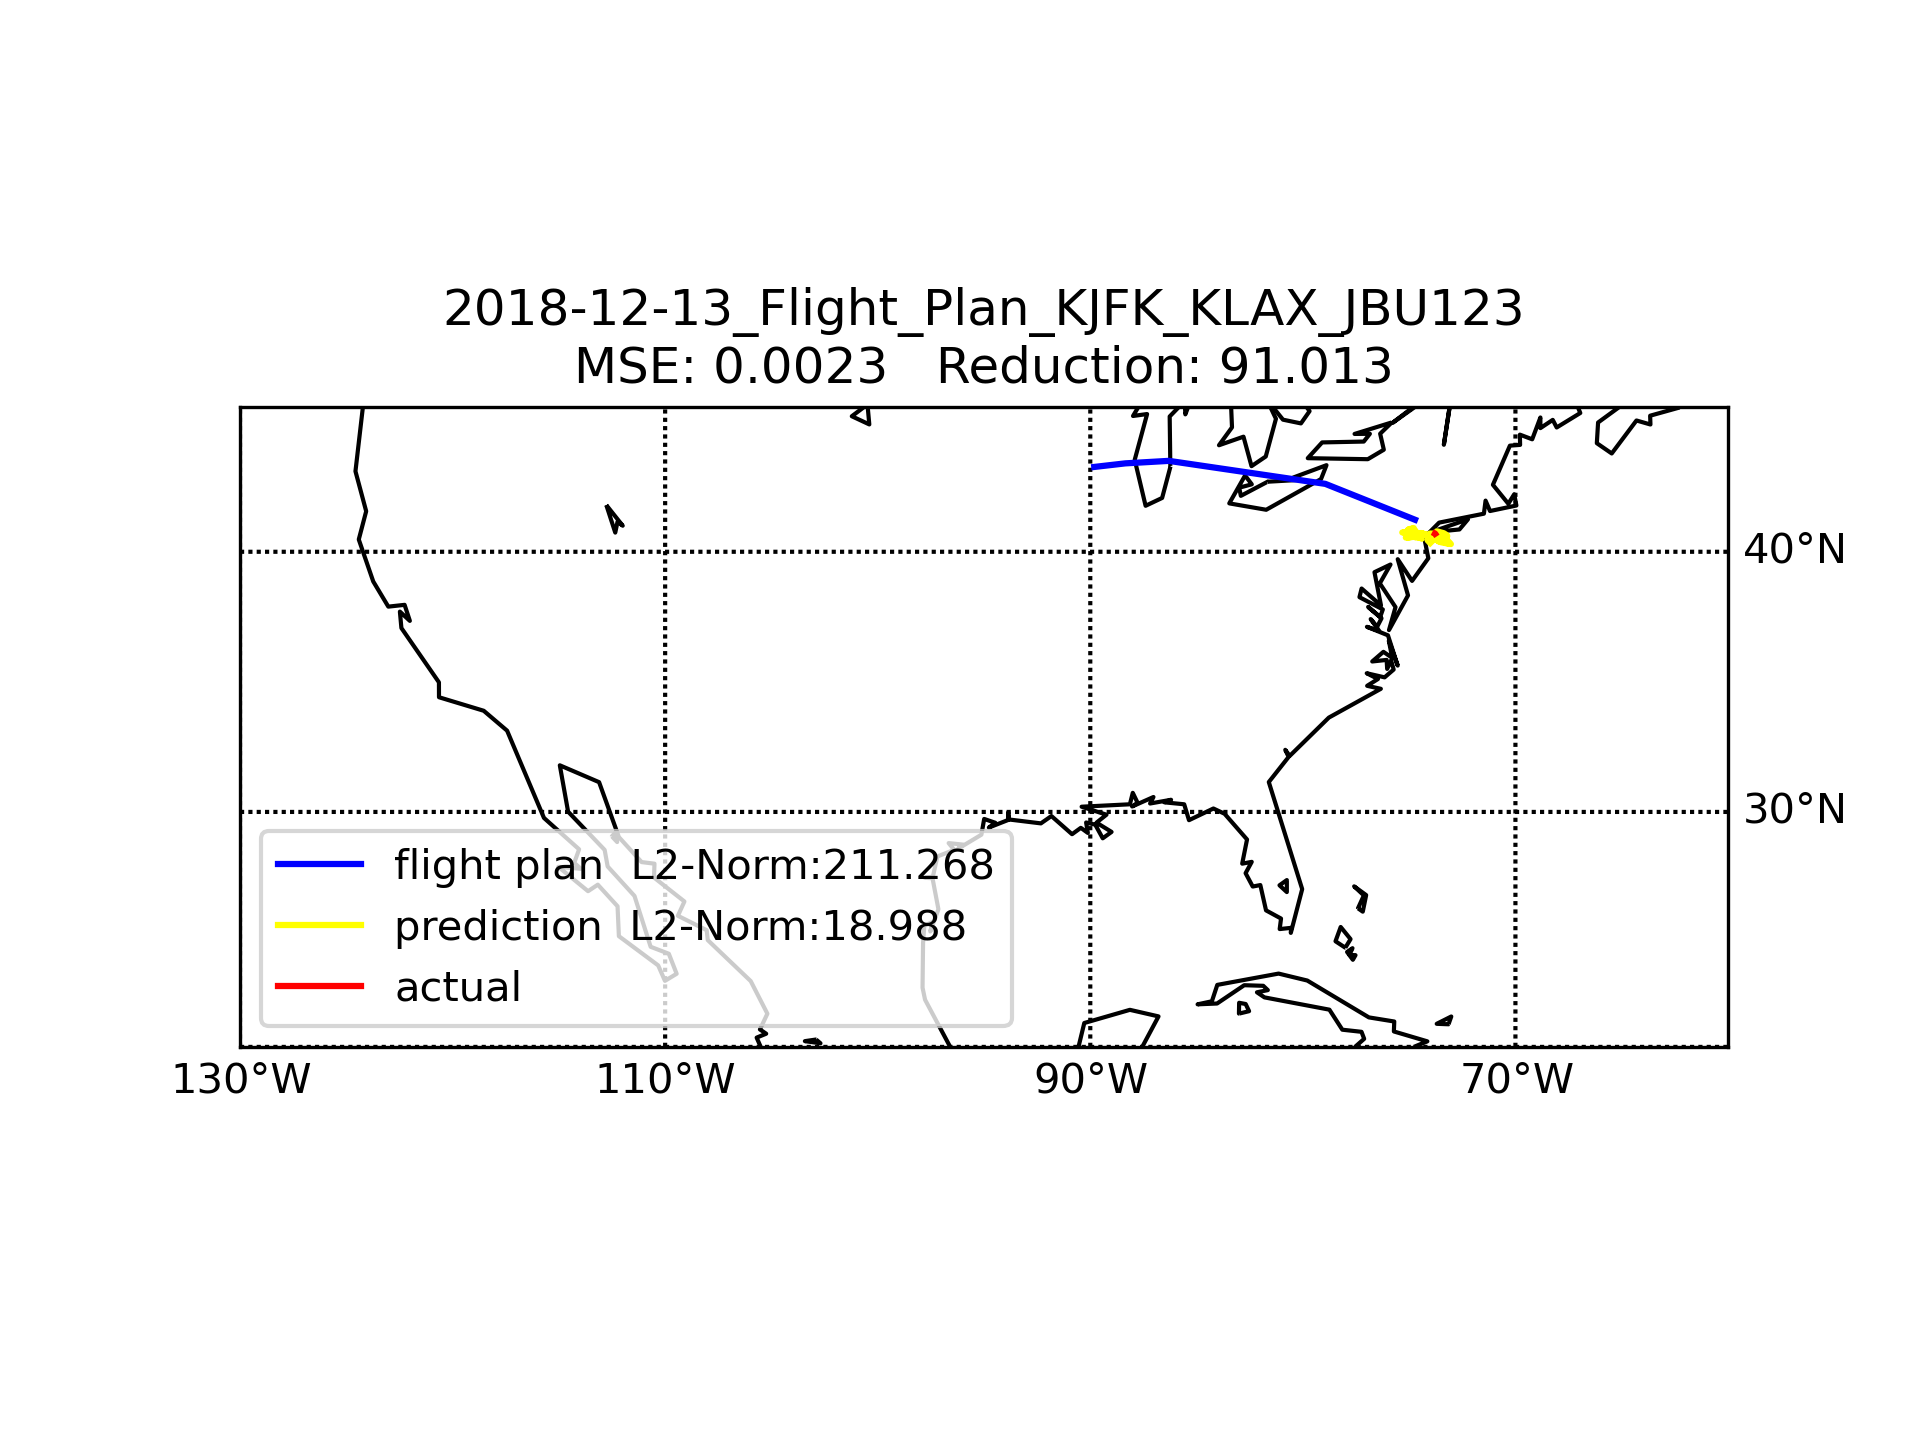 2018-12-13_Flight_Plan_KJFK_KLAX_JBU123
MSE: 0.0023   Reduction: 91.013
40°N
30°N
flight plan  L2-Norm:211.268
prediction  L2-Norm:18.988
actual
130°W
110°W
90°W
70°W